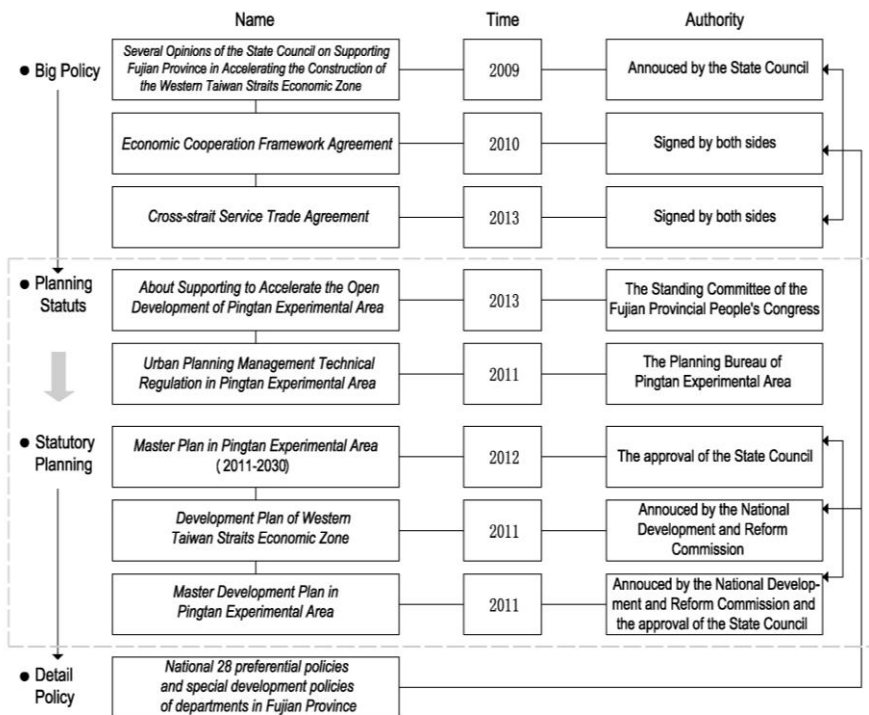 Name Time Authority
● Big Policy
Several Opinions of the State Council on Supporting
Fujian Province in Accelerating the Construction of
the Western Taiwan Straits Economic Zone
2009
Annouced by the State Council
Economic Cooperation Framework Agreement
2010
Signed by both sides
Cross-strait Service Trade Agreement
2013
Signed by both sides
● Planning
Statuts
About Supporting to Accelerate the Open
Development of Pingtan Experimental Area
2013
The Standing Committee of the
Fujian Provincial People's Congress
Urban Planning Management Technical
Regulation in Pingtan Experimental Area
2011
The Planning Bureau of
Pingtan Experimental Area
● Statutory
Planning
Master Plan in Pingtan Experimental Area
(2011-2030)
2012
The approval of the State Council
Development Plan of Western
Taiwan Straits Economic Zone
2011
Annouced by the National
Development and Reform
Commission
Master Development Plan in
Pingtan Experimental Area
2011
Annouced by the National Develop-
ment and Reform Commission and
the approval of the State Council
● Detail
Policy
National 28 preferential policies
and special development policies
of departments in Fujian Province